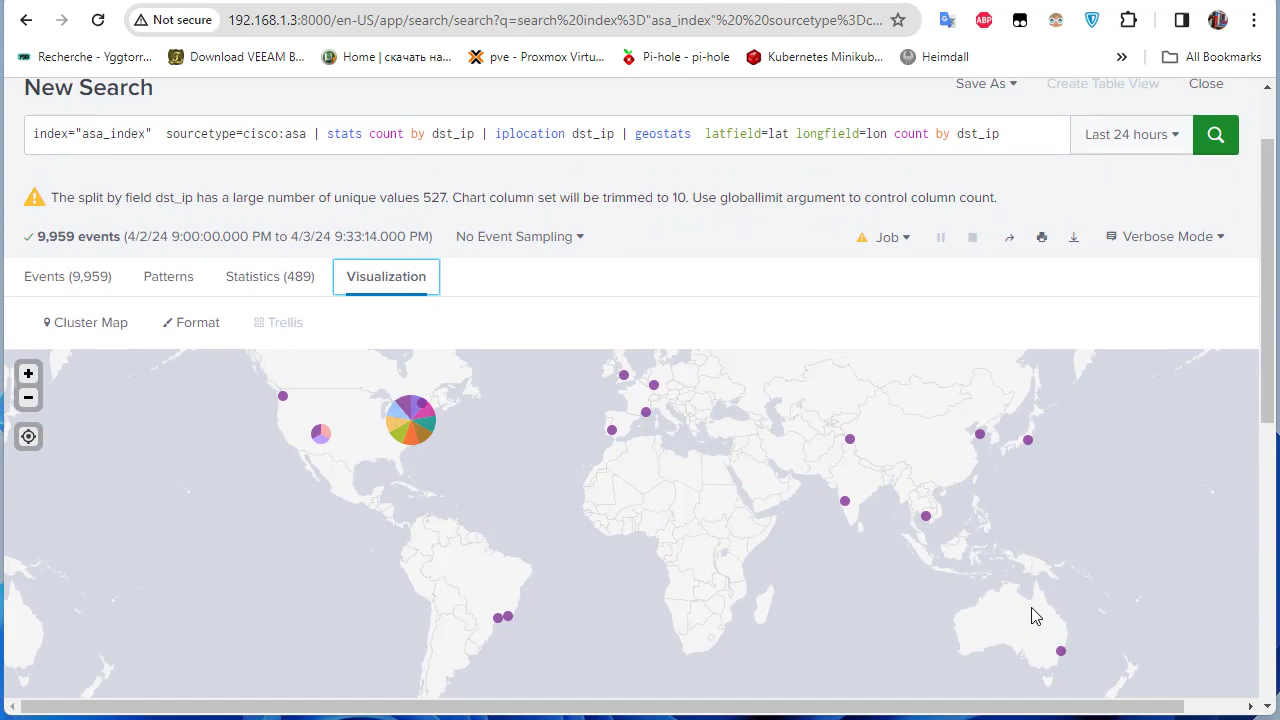 Not secure 192.168.1.3:8000/en-US/app/search/search?q=search%20index%3D"asa_index"%20%20sourcetype%3Dc...
ABP
Recherche - Yggtorr... Download VEEAM B... Home | скачать на... pve - Proxmox Virtu... Pi-hole - pi-hole Kubernetes Minikub... Heimdall » All Bookmarks
New Search Save As Create Table View Close
index="asa_index"  sourcetype=cisco:asa | stats count by dst_ip | iplocation dst_ip | geostats  latfield=lat longfield=lon count by dst_ip Last 24 hours
The split by field dst_ip has a large number of unique values 527. Chart column set will be trimmed to 10. Use globallimit argument to control column count.
✓ 9,959 events (4/2/24 9:00:00.000 PM to 4/3/24 9:33:14.000 PM) No Event Sampling Job Verbose Mode
Events (9,959) Patterns Statistics (489) Visualization
Cluster Map Format Trellis
+
−